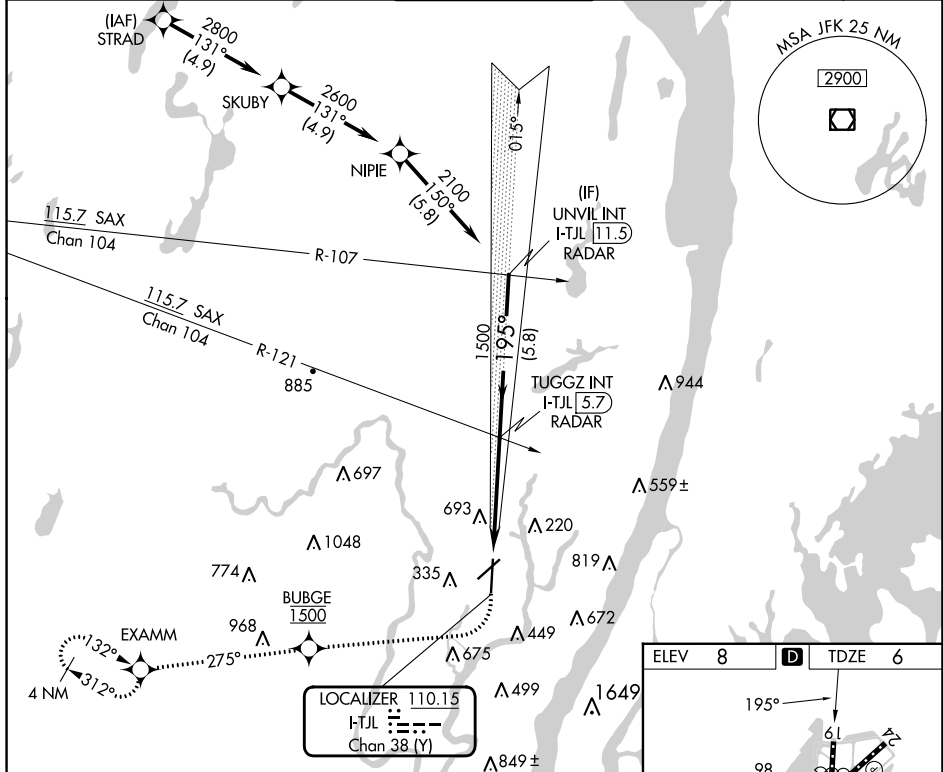 (IAF)
STRAD
2800
131°
(4.9)
SKUBY
2600
131°
(4.9)
NIPIE
2100
150°
(5.8)
015°
MSA JFK 25 NM
2900
(IF)
UNVIL INT
I-TJL 11.5
RADAR
115.7 SAX
Chan 104
R-107
115.7 SAX
Chan 104
R-121
885
1500
195°
(5.8)
TUGGZ INT
I-TJL 5.7
RADAR
944
697
559±
693
220
1048
774
335
819
BUBGE
1500
EXAMM
968
672
449
132°
275°
675
312°
4 NM
499
1649
LOCALIZER 110.15
I-TJL
Chan 38 (Y)
849±
ELEV 8 D TDZE 6
195°
19
24
98